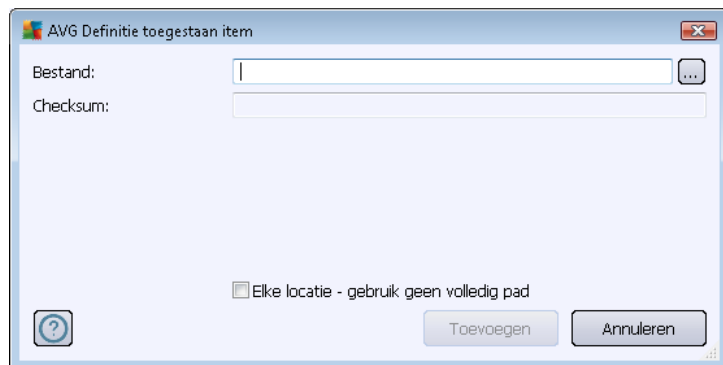 AVG Definitie toegestaan item
Bestand:
...
Checksum:
Elke locatie - gebruik geen volledig pad
?
Toevoegen
Annuleren